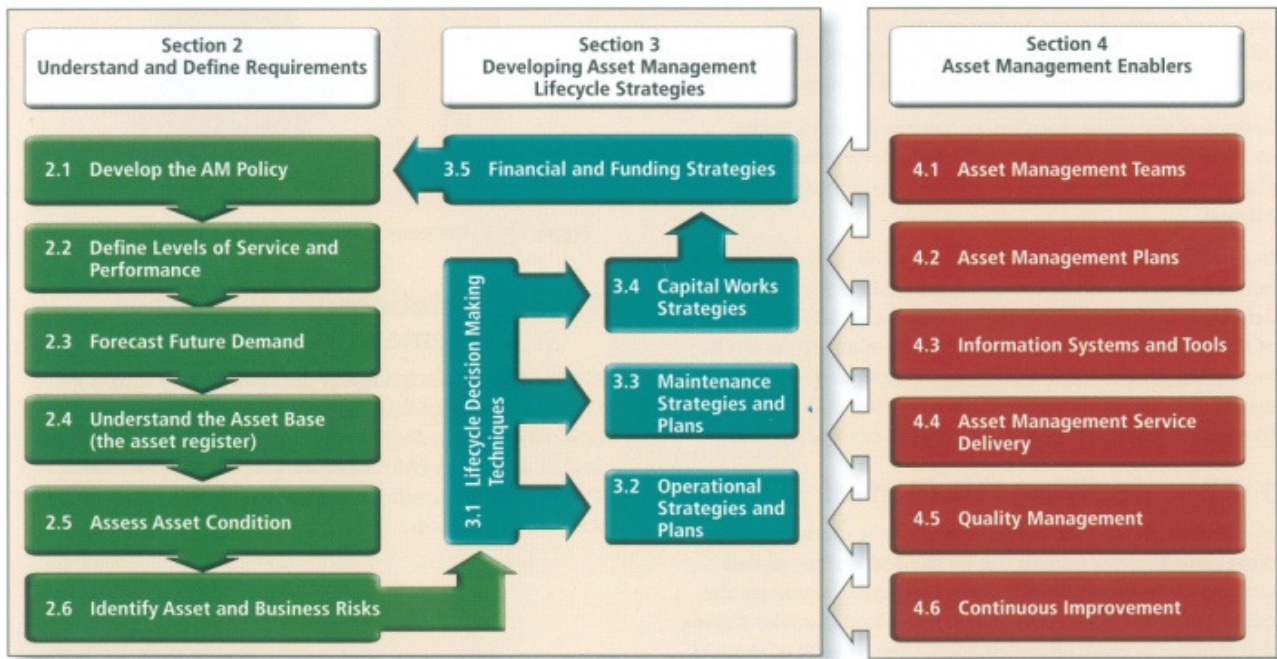 Section 2
Understand and Define Requirements
2.1 Develop the AM Policy
2.2 Define Levels of Service and
Performance
2.3 Forecast Future Demand
2.4 Understand the Asset Base
(the asset register)
2.5 Assess Asset Condition
2.6 Identify Asset and Business Risks
Section 3
Developing Asset Management
Lifecycle Strategies
3.5 Financial and Funding Strategies
3.1 Lifecycle Decision Making
Techniques
3.4 Capital Works
Strategies
3.3 Maintenance
Strategies and
Plans
3.2 Operational
Strategies and
Plans
Section 4
Asset Management Enablers
4.1 Asset Management Teams
4.2 Asset Management Plans
4.3 Information Systems and Tools
4.4 Asset Management Service
Delivery
4.5 Quality Management
4.6 Continuous Improvement